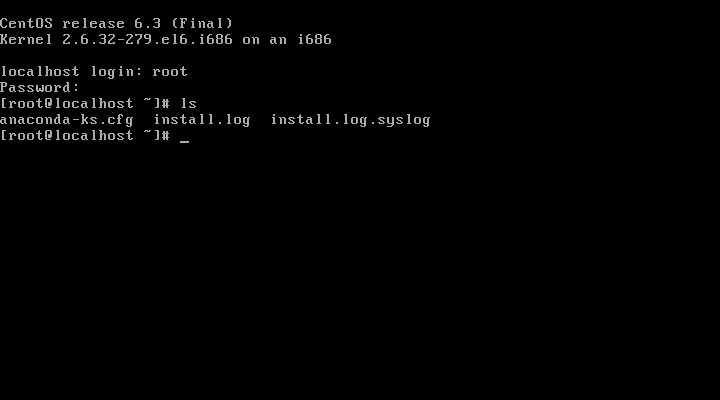 CentOS release 6.3 (Final)
Kernel 2.6.32-279.el6.i686 on an i686
localhost login: root
Password:
[root@localhost ~]# ls
anaconda-ks.cfg  install.log  install.log.syslog
[root@localhost ~]# _